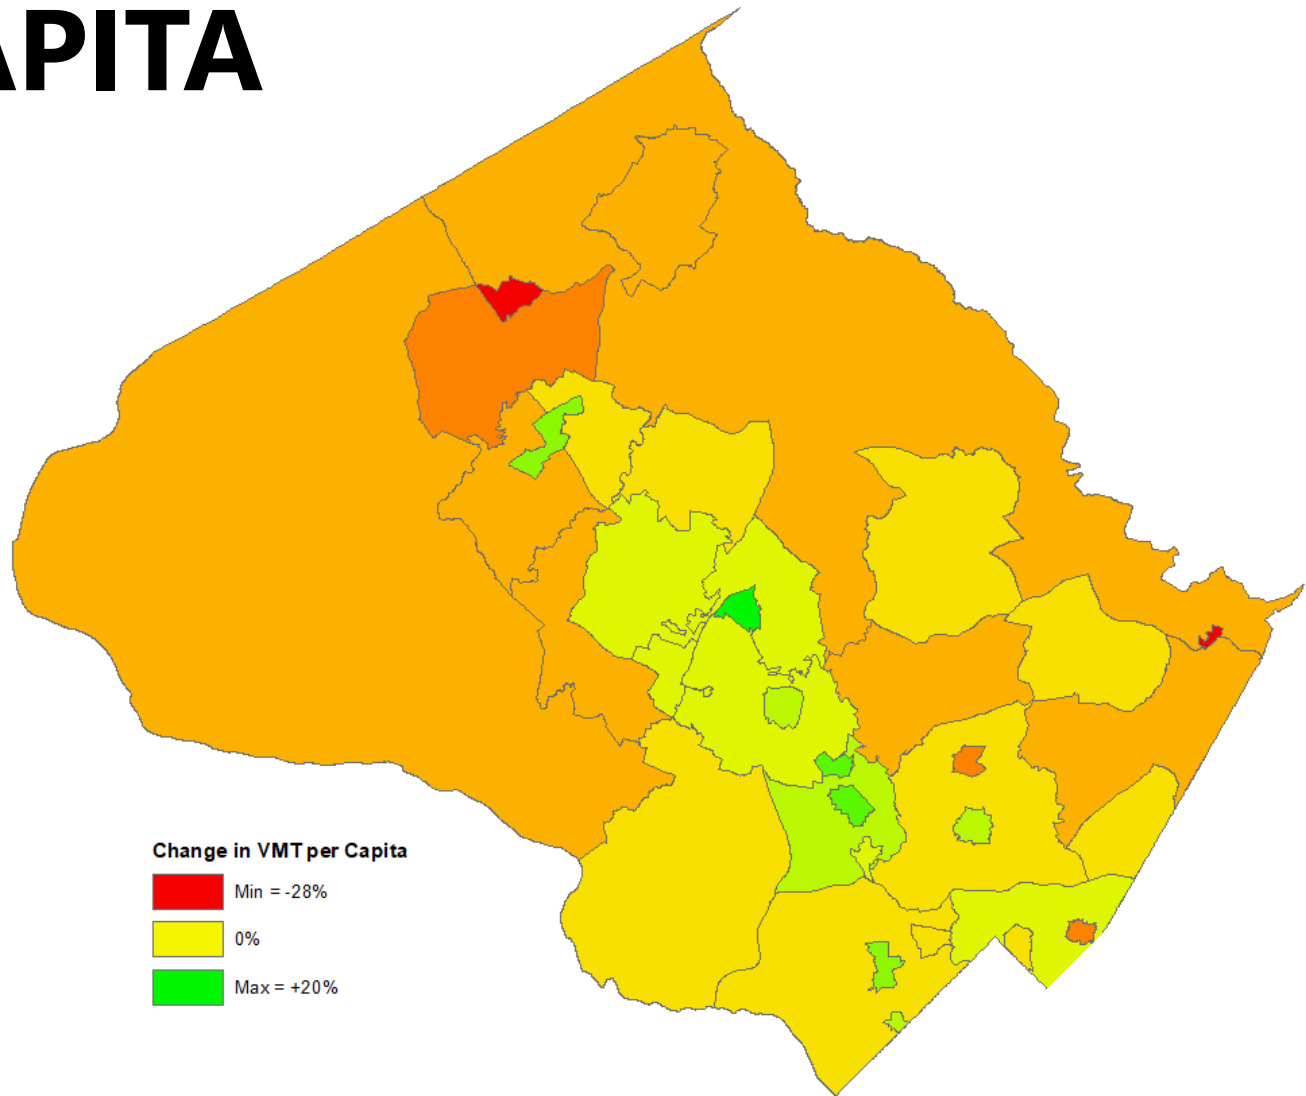 APITA
Change in VMT per Capita
Min = -28%
0%
Max = +20%